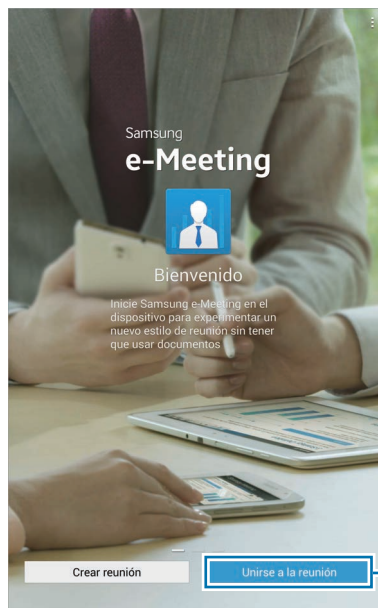 Samsung
e-Meeting
Bienvenido
Inicie Samsung e-Meeting en el
dispositivo para experimentar un
nuevo estilo de reunión sin tener
que usar documentos
Crear reunión
Unirse a la reunión